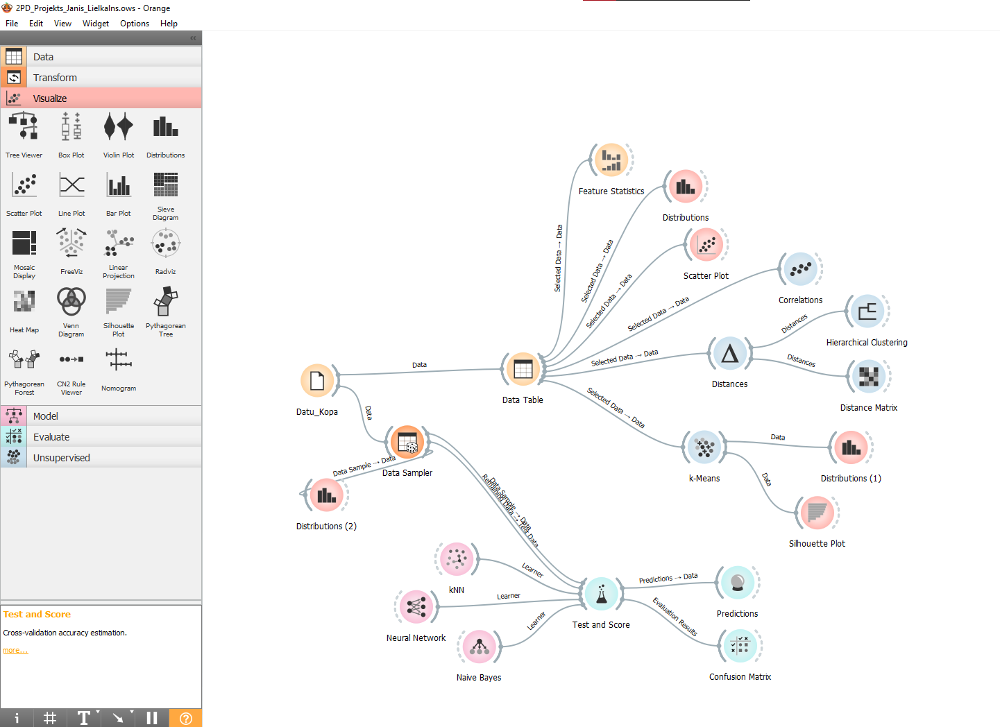 2PD_Projekts_Janis_Lielkalns.ows - Orange
File Edit View Widget Options Help
Data
Transform
Visualize
Tree Viewer
Box Plot
Violin Plot
Distributions
Scatter Plot
Line Plot
Bar Plot
Sieve
Diagram
Mosaic
Display
FreeViz
Linear
Projection
Radviz
Heat Map
Venn
Diagram
Silhouette
Plot
Pythagorean
Tree
Pythagorean
Forest
CN2 Rule
Viewer
Nomogram
Model
Evaluate
Unsupervised
Test and Score
Cross-validation accuracy estimation.
more...
Feature Statistics
Distributions
Scatter Plot
Correlations
Hierarchical Clustering
Distances
Distance Matrix
Data Table
Datu_Kopa
Data Sampler
Distributions (2)
k-Means
Distributions (1)
Silhouette Plot
kNN
Neural Network
Naive Bayes
Test and Score
Predictions
Confusion Matrix
Selected Data → Data
Selected Data → Data
Selected Data → Data
Selected Data → Data
Selected Data → Data
Selected Data → Data
Distances
Distances
Data
Data
Data
Data
Data Sample → Data
Data Sample → Data
Remaining Data → Test Data
Learner
Learner
Learner
Predictions → Data
Evaluation Results